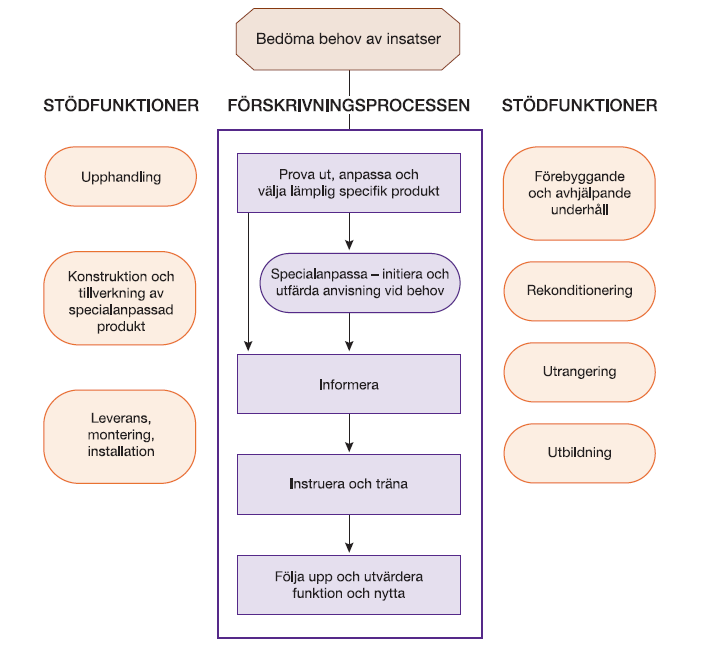 Bedöma behov av insatser
STÖDFUNKTIONER
Upphandling
Konstruktion och
tillverkning av
specialanpassad
produkt
Leverans,
montering,
installation
FÖRSKRIVNINGSPROCESSEN
Prova ut, anpassa och
välja lämplig specifik produkt
Specialanpassa – initiera och
utfärda anvisning vid behov
Informera
Instruera och träna
Följa upp och utvärdera
funktion och nytta
STÖDFUNKTIONER
Förebyggande
och avhjälpande
underhåll
Rekonditionering
Utrangering
Utbildning